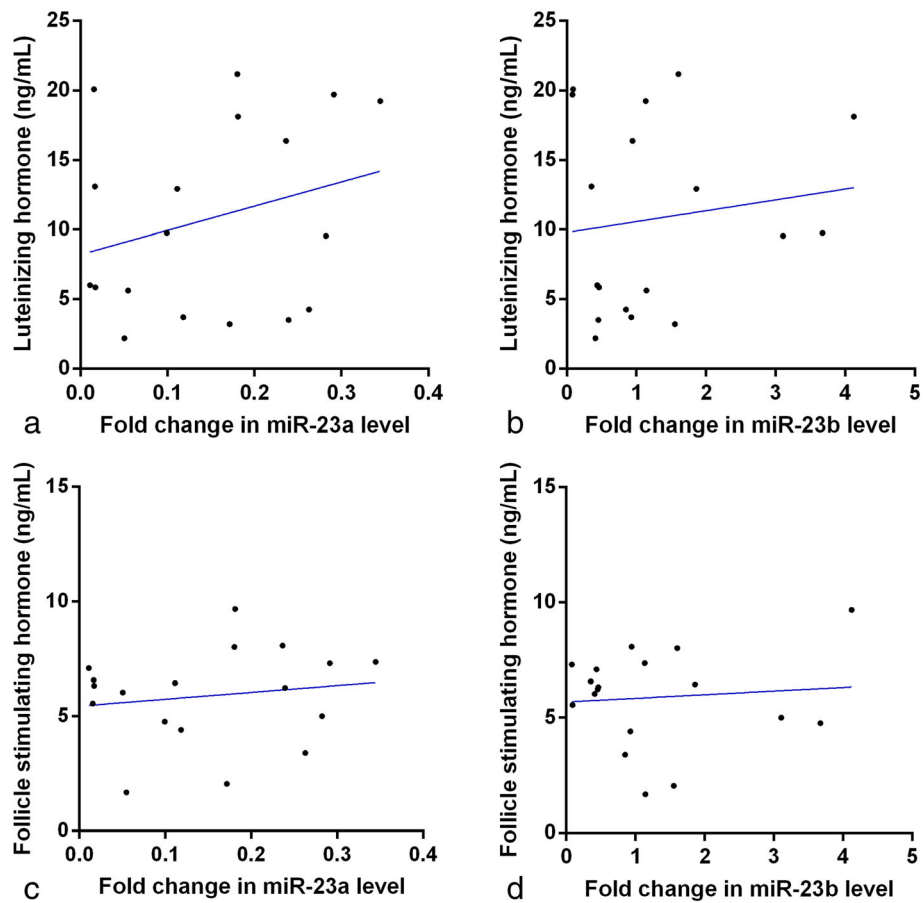 25
20
15
10
5
0
0.0 0.1 0.2 0.3 0.4
Luteinizing hormone (ng/mL)
Fold change in miR-23a level
a
25
20
15
10
5
0
0 1 2 3 4 5
Luteinizing hormone (ng/mL)
Fold change in miR-23b level
b
15
10
5
0
0.0 0.1 0.2 0.3 0.4
Follicle stimulating hormone (ng/mL)
Fold change in miR-23a level
c
15
10
5
0
0 1 2 3 4 5
Follicle stimulating hormone (ng/mL)
Fold change in miR-23b level
d